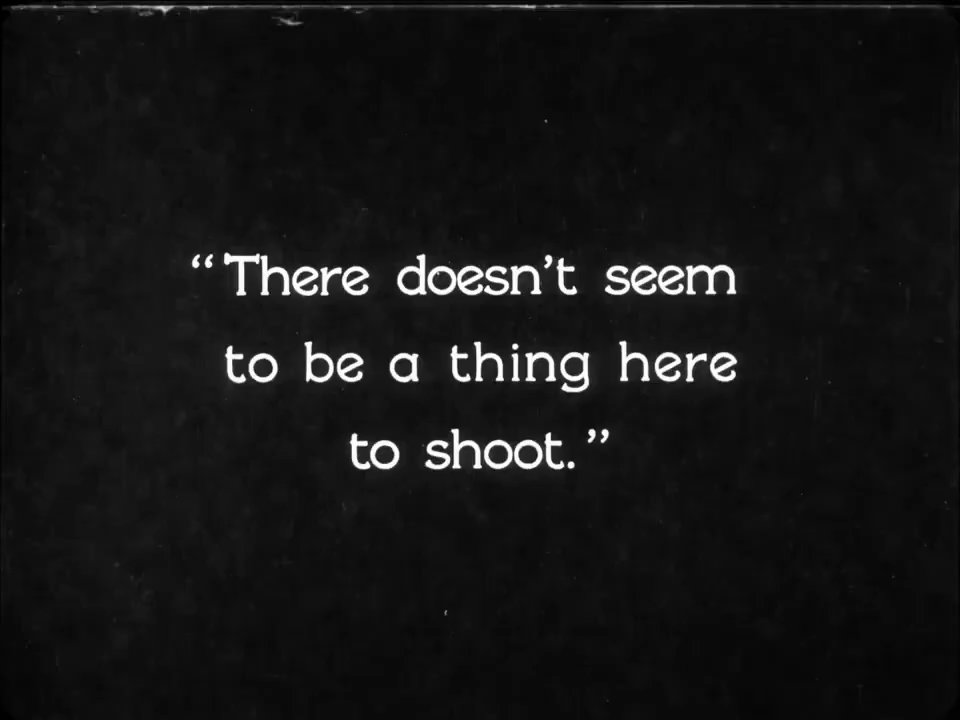 “There doesn’t seem
to be a thing here
to shoot.”